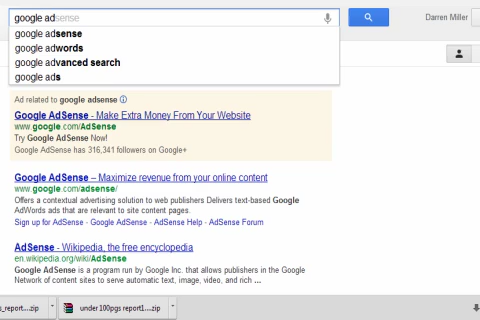 google adsense
Darren Miller
google adsense
google adwords
google advanced search
google ads
Ad related to google adsense
Google AdSense - Make Extra Money From Your Website
www.google.com/AdSense
Try Google AdSense Now!
Google AdSense has 316,341 followers on Google+
Google AdSense – Maximize revenue from your online content
www.google.com/adsense/
Offers a contextual advertising solution to web publishers Delivers text-based Google
AdWords ads that are relevant to site content pages.
Sign up for AdSense - Google AdSense - AdSense Help - AdSense Forum
AdSense - Wikipedia, the free encyclopedia
en.wikipedia.org/wiki/AdSense
Google AdSense is a program run by Google Inc. that allows publishers in the Google
Network of content sites to serve automatic text, image, video, and rich ...
s_report....zip
under 100pgs report1....zip